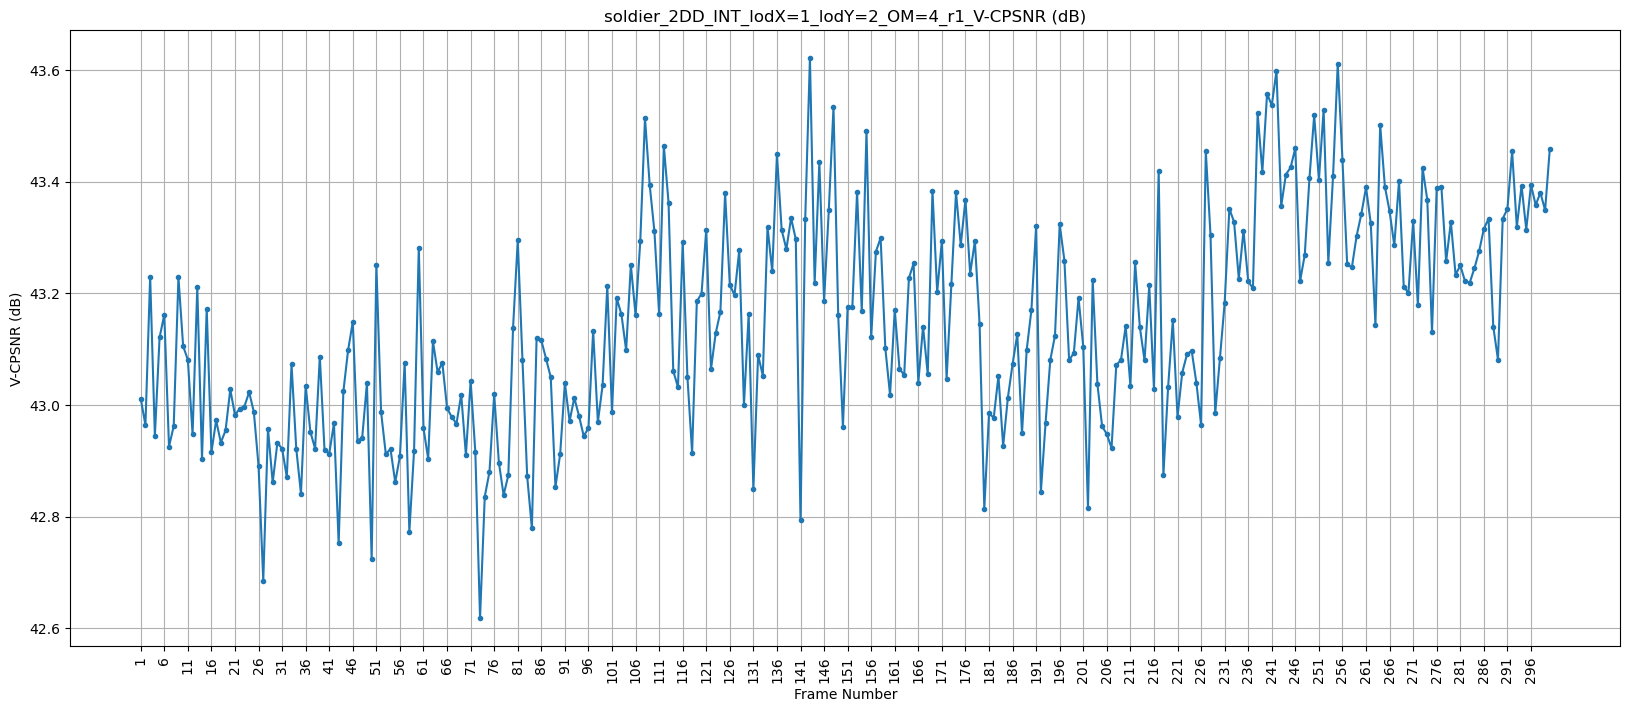 soldier_2DD_INT_lodX=1_lodY=2_OM=4_r1_V-CPSNR (dB)
V-CPSNR (dB)
43.6
43.4
43.2
43.0
42.8
42.6
1 6 11 16 21 26 31 36 41 46 51 56 61 66 71 76 81 86 91 96 101 106 111 116 121 126 131 136 141 146 151 156 161 166 171 176 181 186 191 196 201 206 211 216 221 226 231 236 241 246 251 256 261 266 271 276 281 286 291 296
Frame Number